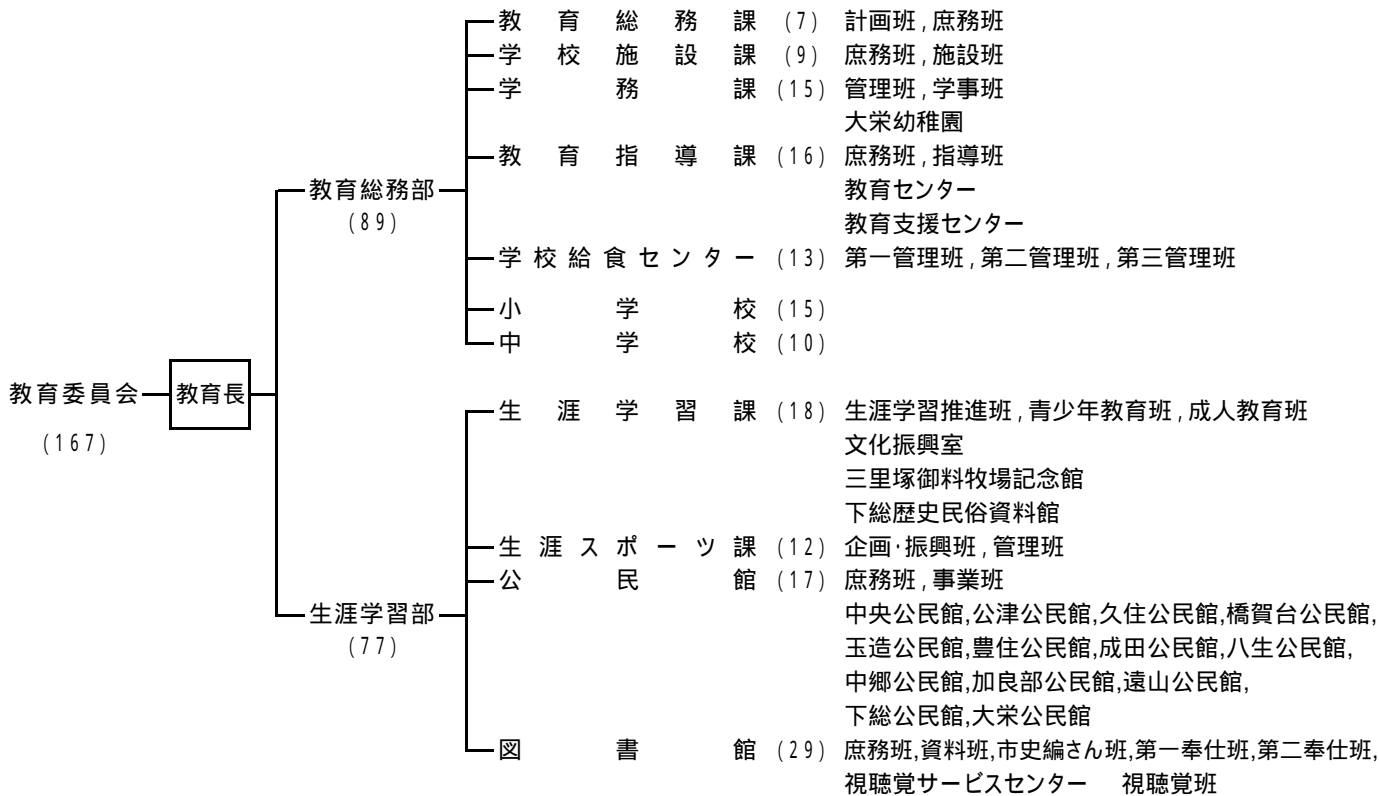 教育総務課 (7) 計画班,庶務班
学校施設課 (9) 庶務班,施設班
学務課 (15) 管理班,学事班
大栄幼稚園
教育指導課 (16) 庶務班,指導班
教育総務部
教育センター
(89)
教育支援センター
学校給食センター (13) 第一管理班,第二管理班,第三管理班
小学校 (15)
中学校 (10)
教育委員会 教育長
(167)
生涯学習課 (18) 生涯学習推進班,青少年教育班,成人教育班
文化振興室
三里塚御料牧場記念館
下総歴史民俗資料館
生涯スポーツ課 (12) 企画・振興班,管理班
公民館 (17) 庶務班,事業班
生涯学習部
(77)
中央公民館,公津公民館,久住公民館,橋賀台公民館,
玉造公民館,豊住公民館,成田公民館,八生公民館,
中郷公民館,加良部公民館,遠山公民館,
下総公民館,大栄公民館
図書館 (29) 庶務班,資料班,市史編さん班,第一奉仕班,第二奉仕班,
視聴覚サービスセンター 視聴覚班